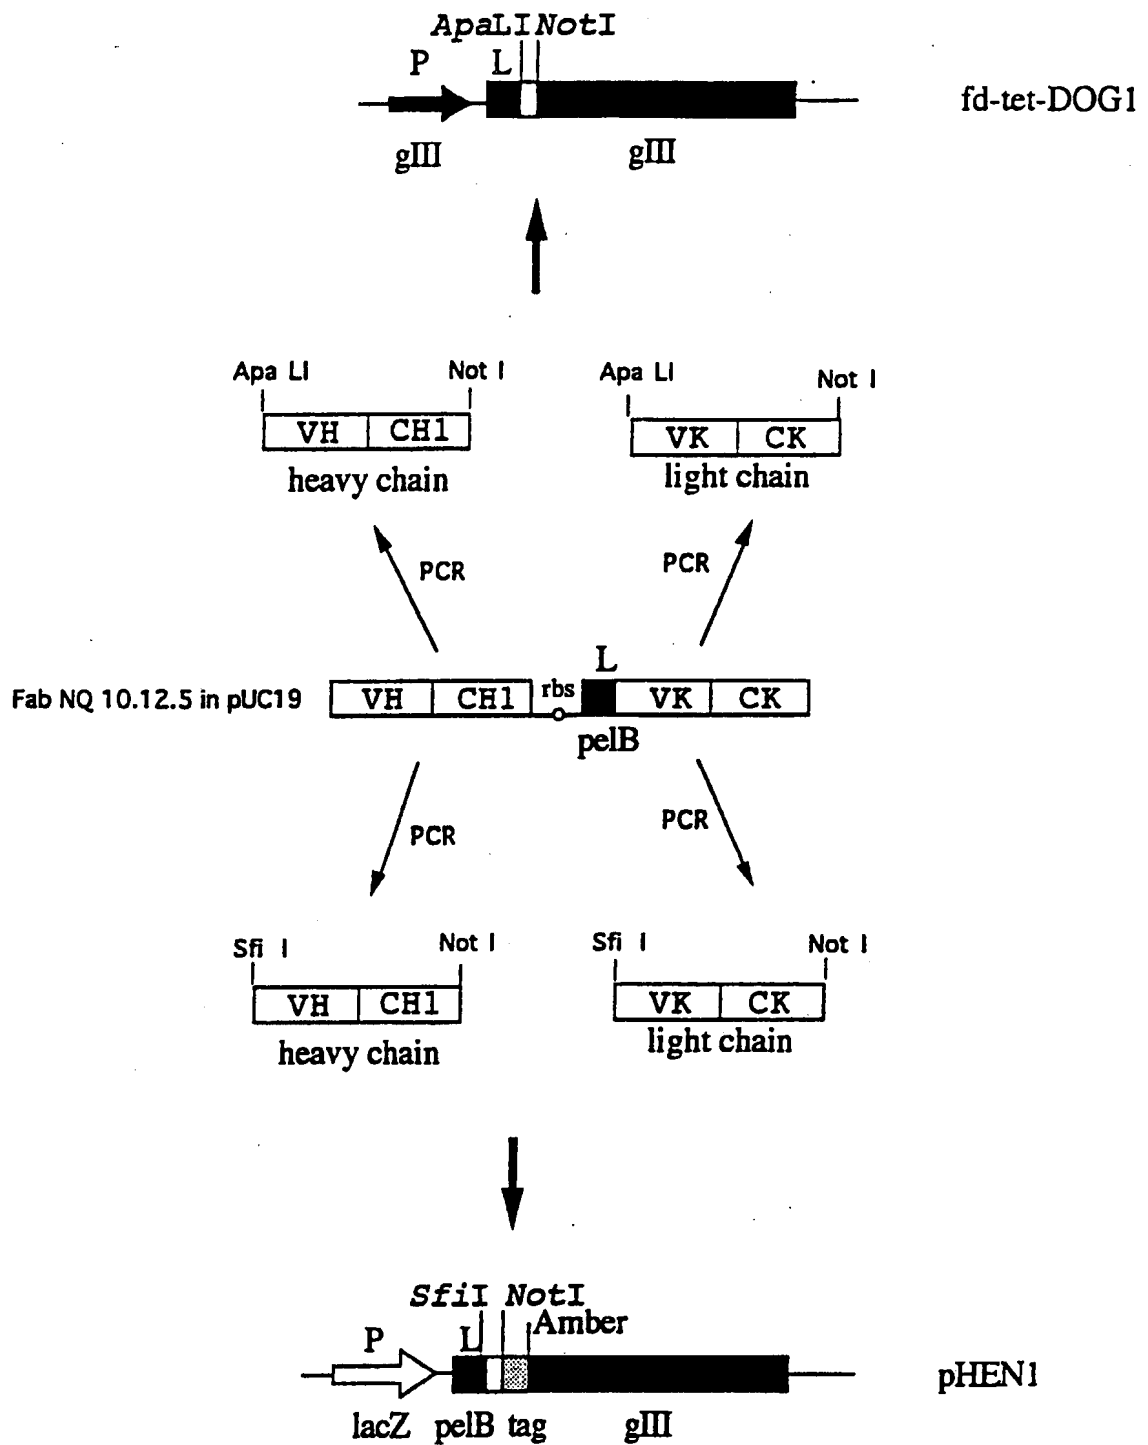 ApaLI NotI
P L
fd-tet-DOG1
gIII gIII
Apa LI Not I Apa LI Not I
VH CH1 VK CK
heavy chain light chain
PCR PCR
L
Fab NQ 10.12.5 in pUC19 VH CH1 rbs VK CK
pelB
PCR PCR
Sfi I Not I Sfi I Not I
VH CH1 VK CK
heavy chain light chain
SfiI NotI
P L Amber
pHEN1
lacZ pelB tag gIII